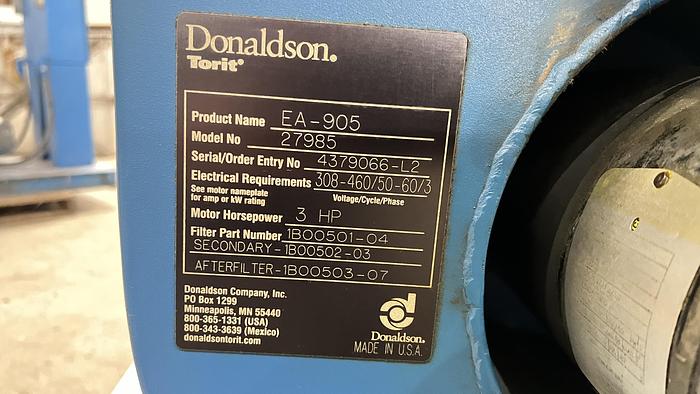 Donaldson.
Torit®
Product Name EA-905
Model No 27985
Serial/Order Entry No 4379066-L2
Electrical Requirements 308-460/50-60/3
See motor nameplate for amp or kW rating
Voltage/Cycle/Phase
Motor Horsepower 3 HP
Filter Part Number 1B00501-04
SECONDARY-1B00502-03
AFTERFILTER-1B00503-07
Donaldson Company, Inc.
PO Box 1299
Minneapolis, MN 55440
800-365-1331 (USA)
800-343-3639 (Mexico)
donaldsontorit.com
Donaldson.
MADE IN U.S.A.